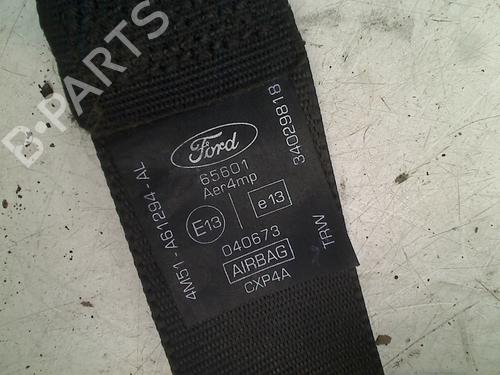 B-PARTS
Ford
65601
Aer4mp
E13
e13
040673
AIRBAG
CXP4A
4M51-A61294-AL
34029818
TRW